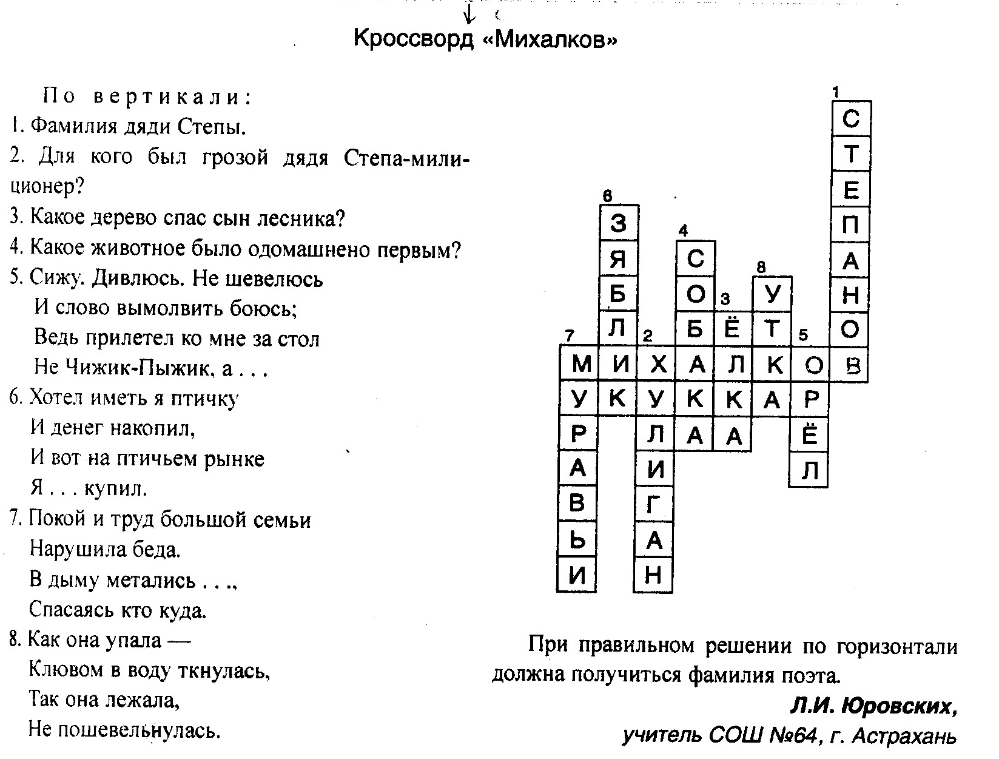 Кроссворд «Михалков»
По вертикали:
1. Фамилия дяди Степы.
2. Для кого был грозой дядя Степа-мили-
ционер?
3. Какое дерево спас сын лесника?
4. Какое животное было одомашнено первым?
5. Сижу. Дивлюсь. Не шевелюсь
И слово вымолвить боюсь;
Ведь прилетел ко мне за стол
Не Чижик-Пыжик, а . . .
6. Хотел иметь я птичку
И денег накопил,
И вот на птичьем рынке
Я . . . купил.
7. Покой и труд большой семьи
Нарушила беда.
В дыму метались . . .,
Спасаясь кто куда.
8. Как она упала —
Клювом в воду ткнулась,
Так она лежала,
Не пошевельнулась.
1
С
Т
6 Е
З 4 П
Я С 8 А
Б О 3 У Н
7 Л 2 Б Ё Т 5 О
М И Х А Л К О В
У К У К К А Р
Р Л А А Ё
А И Л
В Г
Ь А
И Н
При правильном решении по горизонтали
должна получиться фамилия поэта.
Л.И. Юровских,
учитель СОШ №64, г. Астрахань